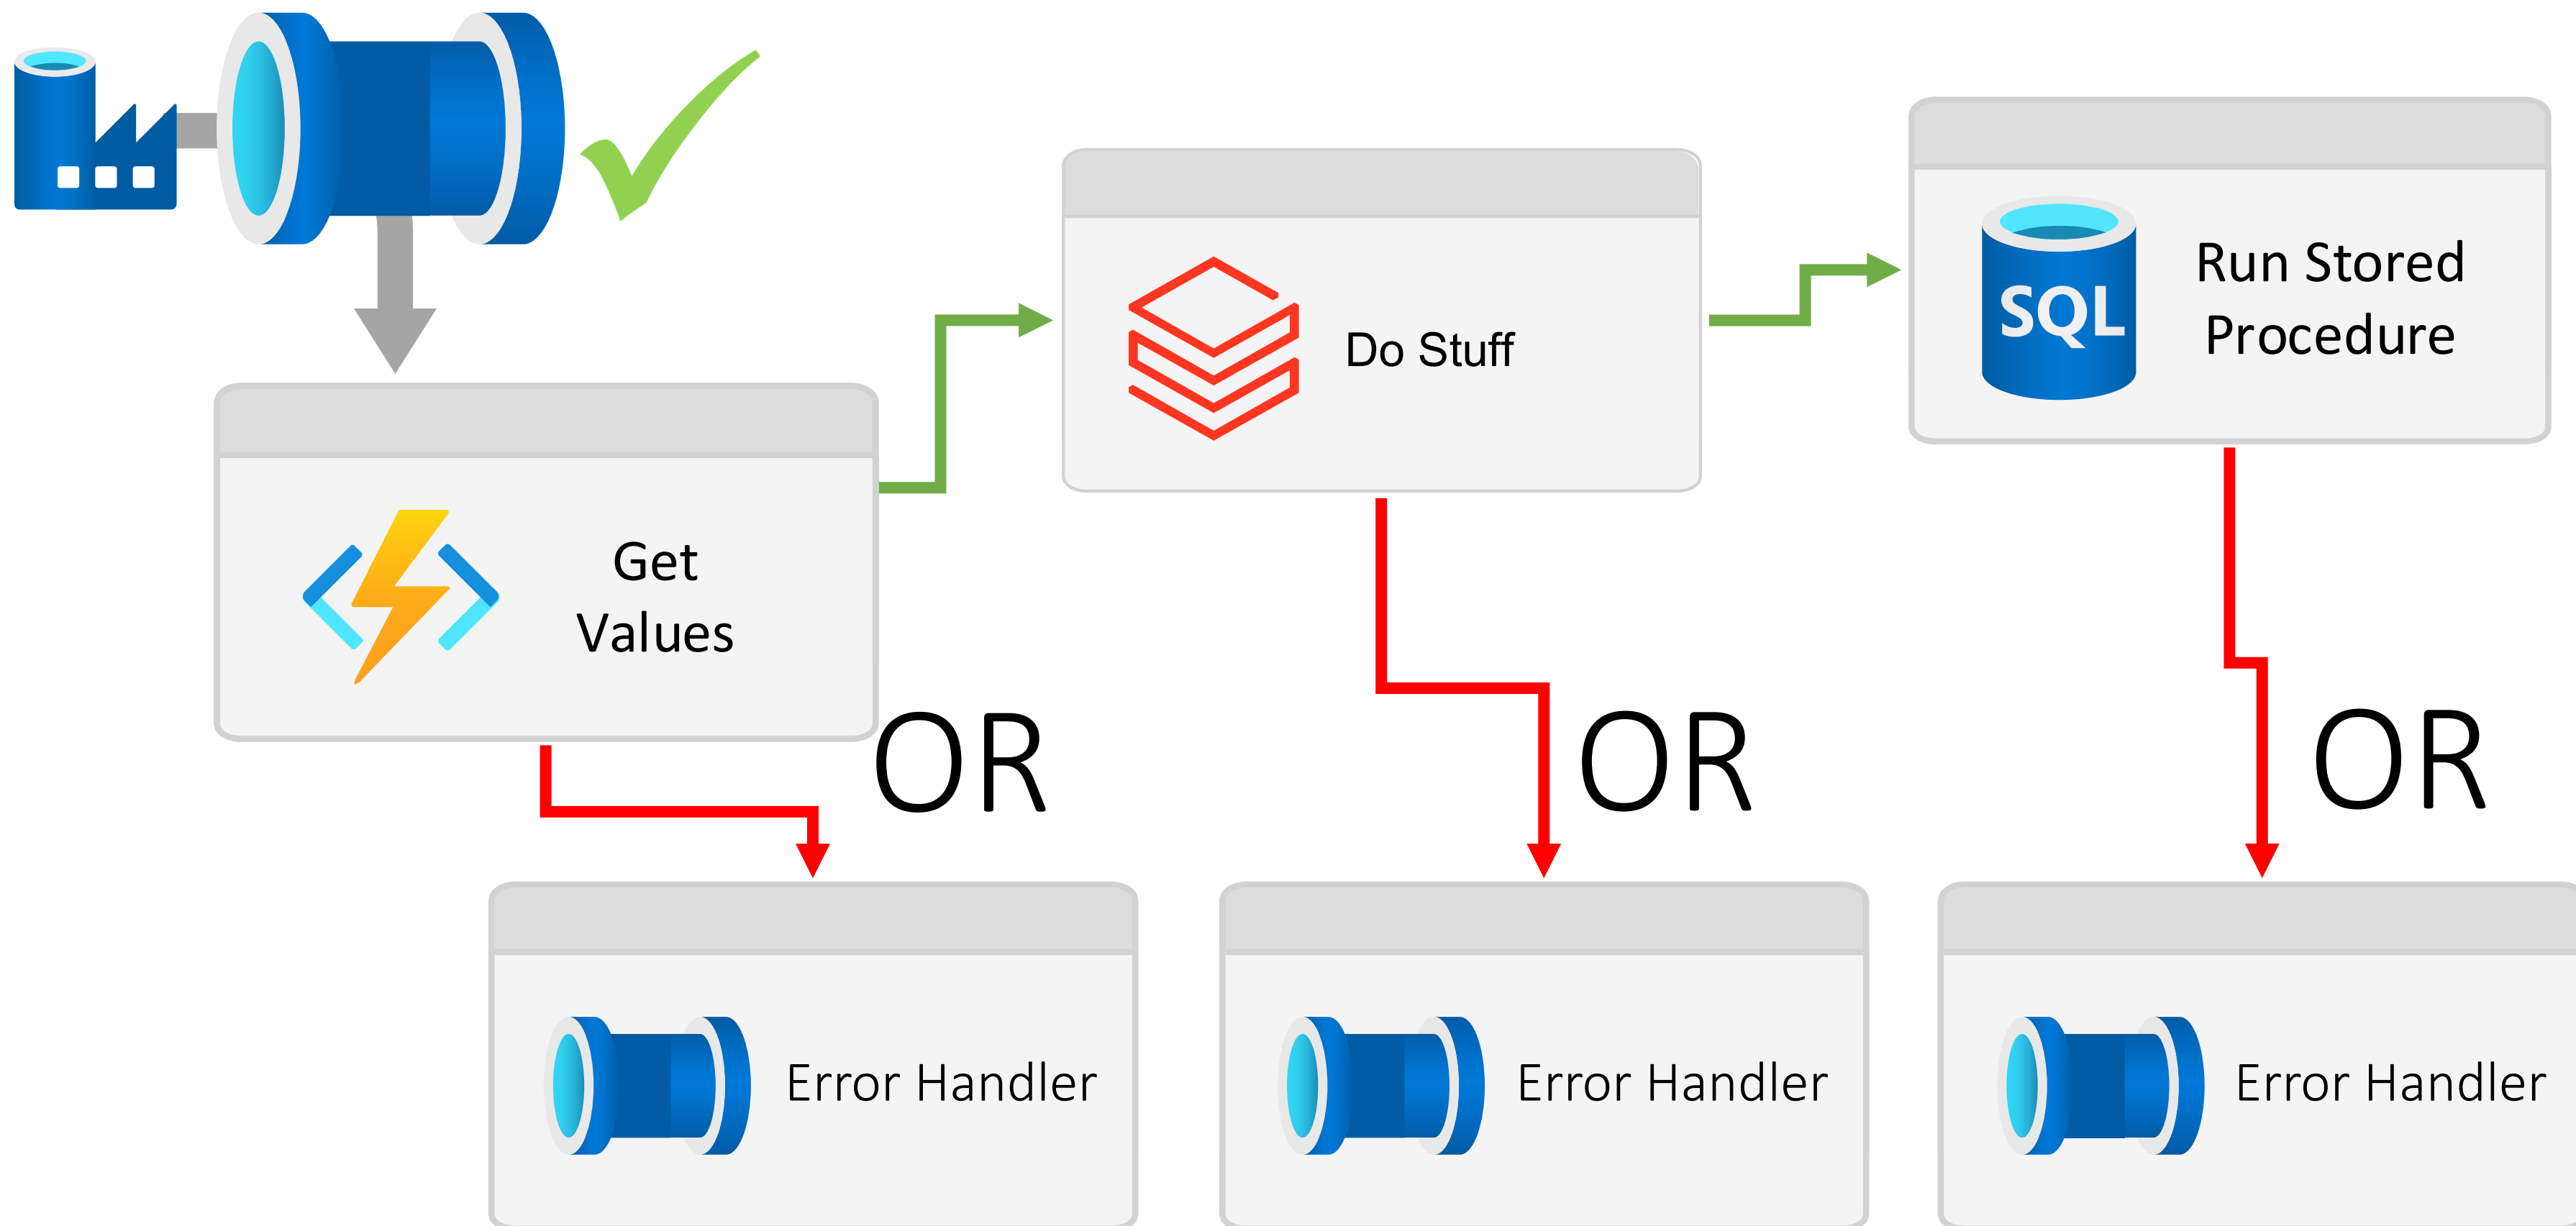 Get
Values
OR
Error Handler
Do Stuff
OR
Error Handler
SQL
Run Stored
Procedure
OR
Error Handler